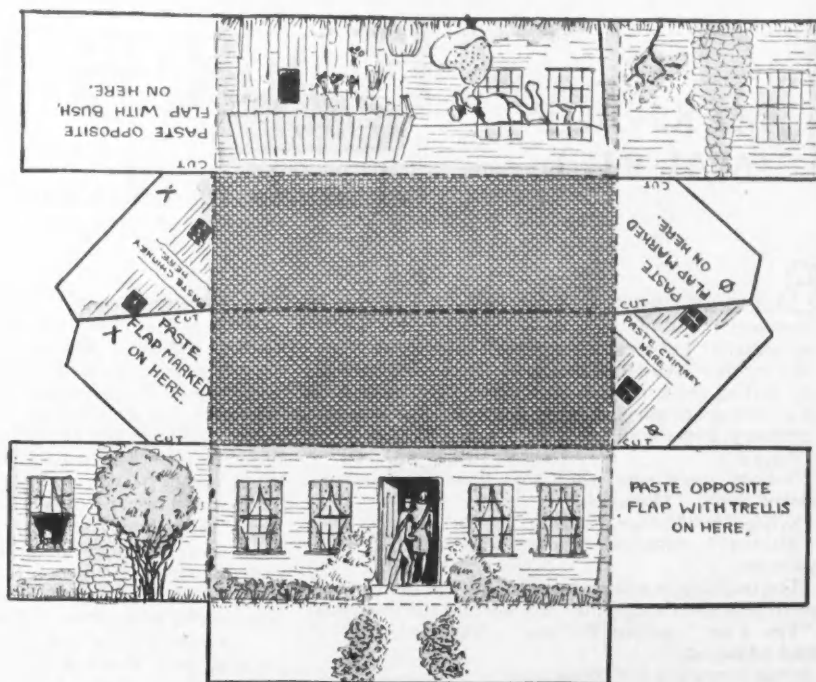 PASTE OPPOSITE
FLAP WITH BUSH,
ON HERE.
CUT
X
PASTE CHIMNEY
HERE.
CUT
X
PASTE
FLAP MARKED
ON HERE.
CUT
CUT
PASTE
FLAP MARKED
ON HERE.
Ø
CUT
PASTE CHIMNEY
HERE
Ø
CUT
PASTE OPPOSITE
FLAP WITH TRELLIS
ON HERE.